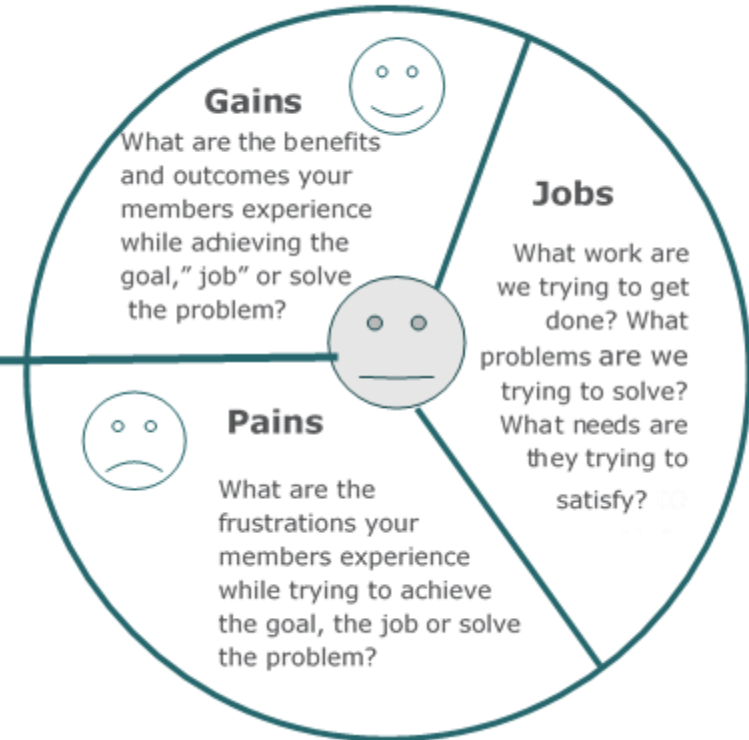 Gains
What are the benefits
and outcomes your
members experience
while achieving the
goal,” job” or solve
the problem?
Jobs
What work are
we trying to get
done? What
problems are we
trying to solve?
What needs are
they trying to
satisfy?
Pains
What are the
frustrations your
members experience
while trying to achieve
the goal, the job or solve
the problem?